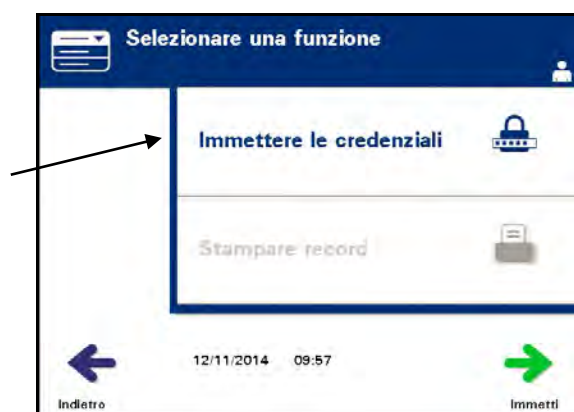 Selezionare una funzione
Immettere le credenziali
Stampare record
12/11/2014 09:57
Indietro
Immetti